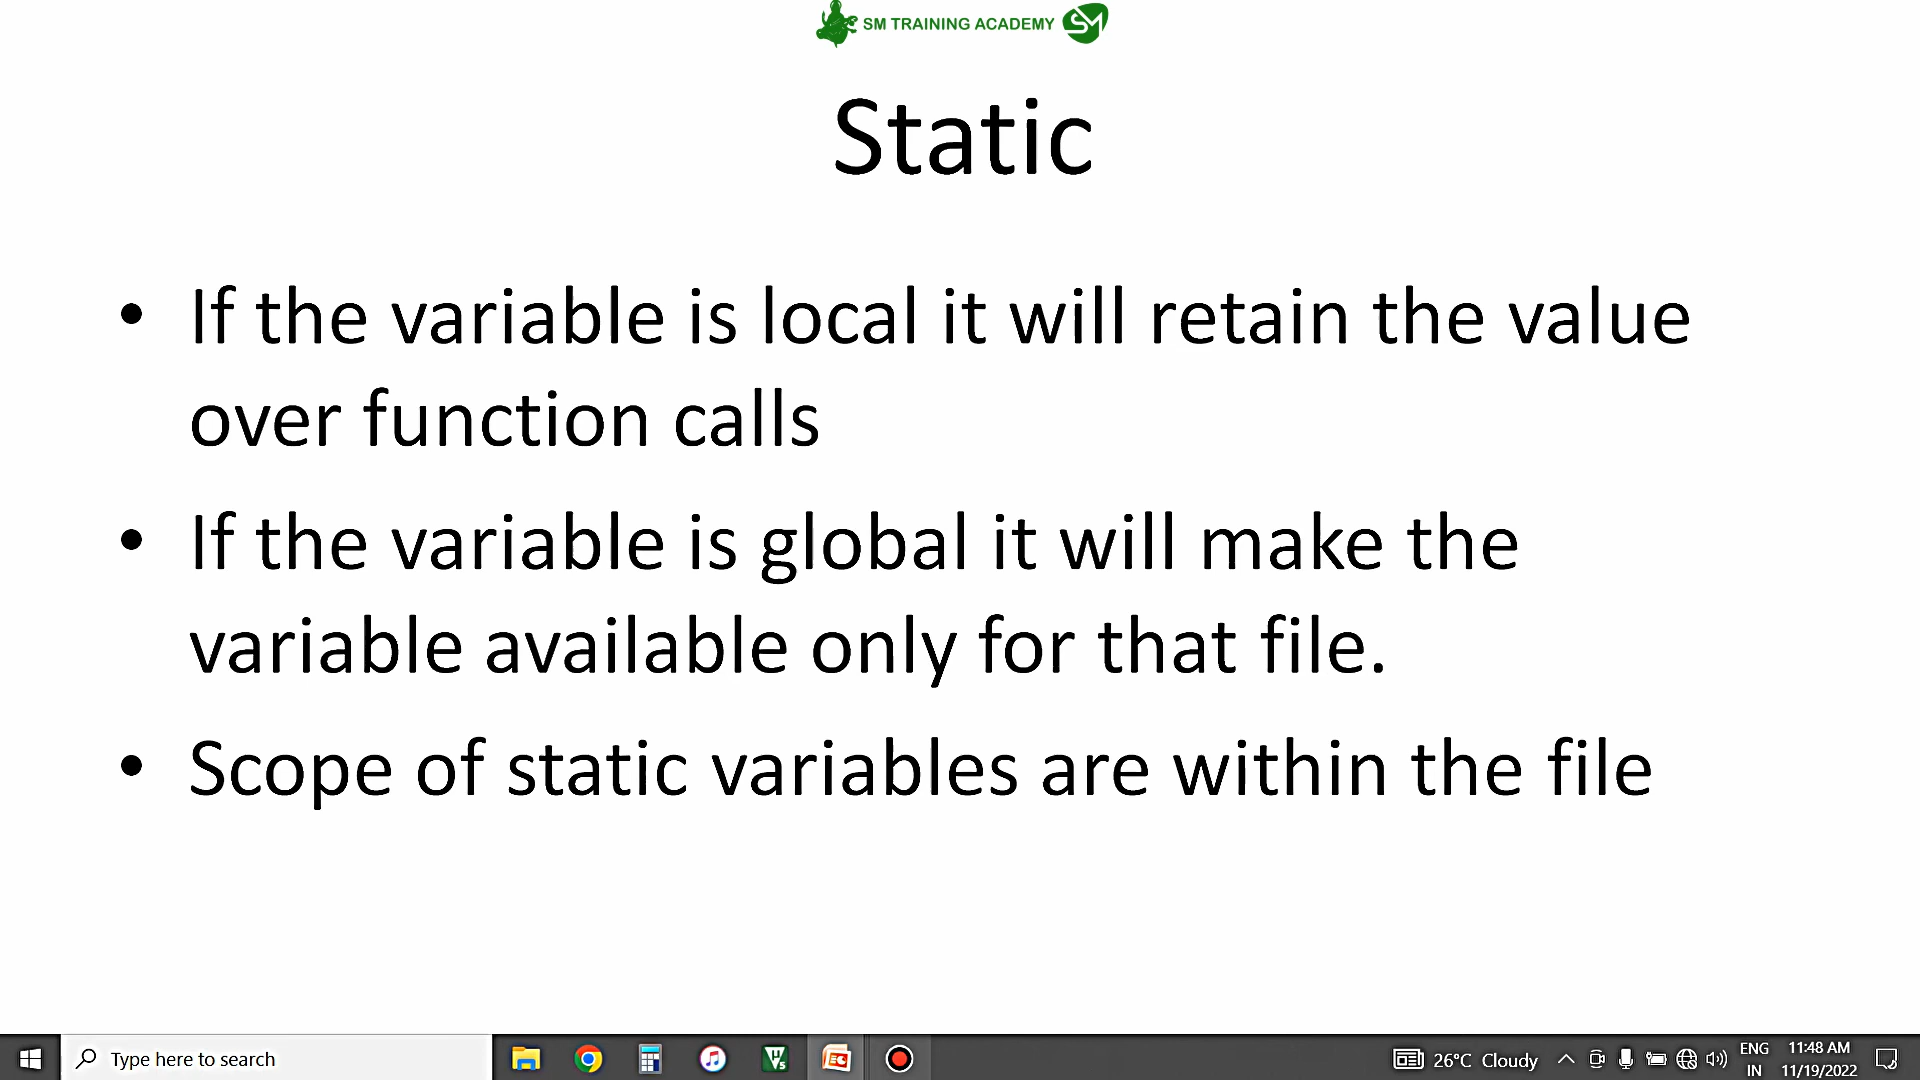 SM TRAINING ACADEMY SM
Static
• If the variable is local it will retain the value
over function calls
• If the variable is global it will make the
variable available only for that file.
• Scope of static variables are within the file
Type here to search
26°C Cloudy
ENG
IN
11:48 AM
11/19/2022